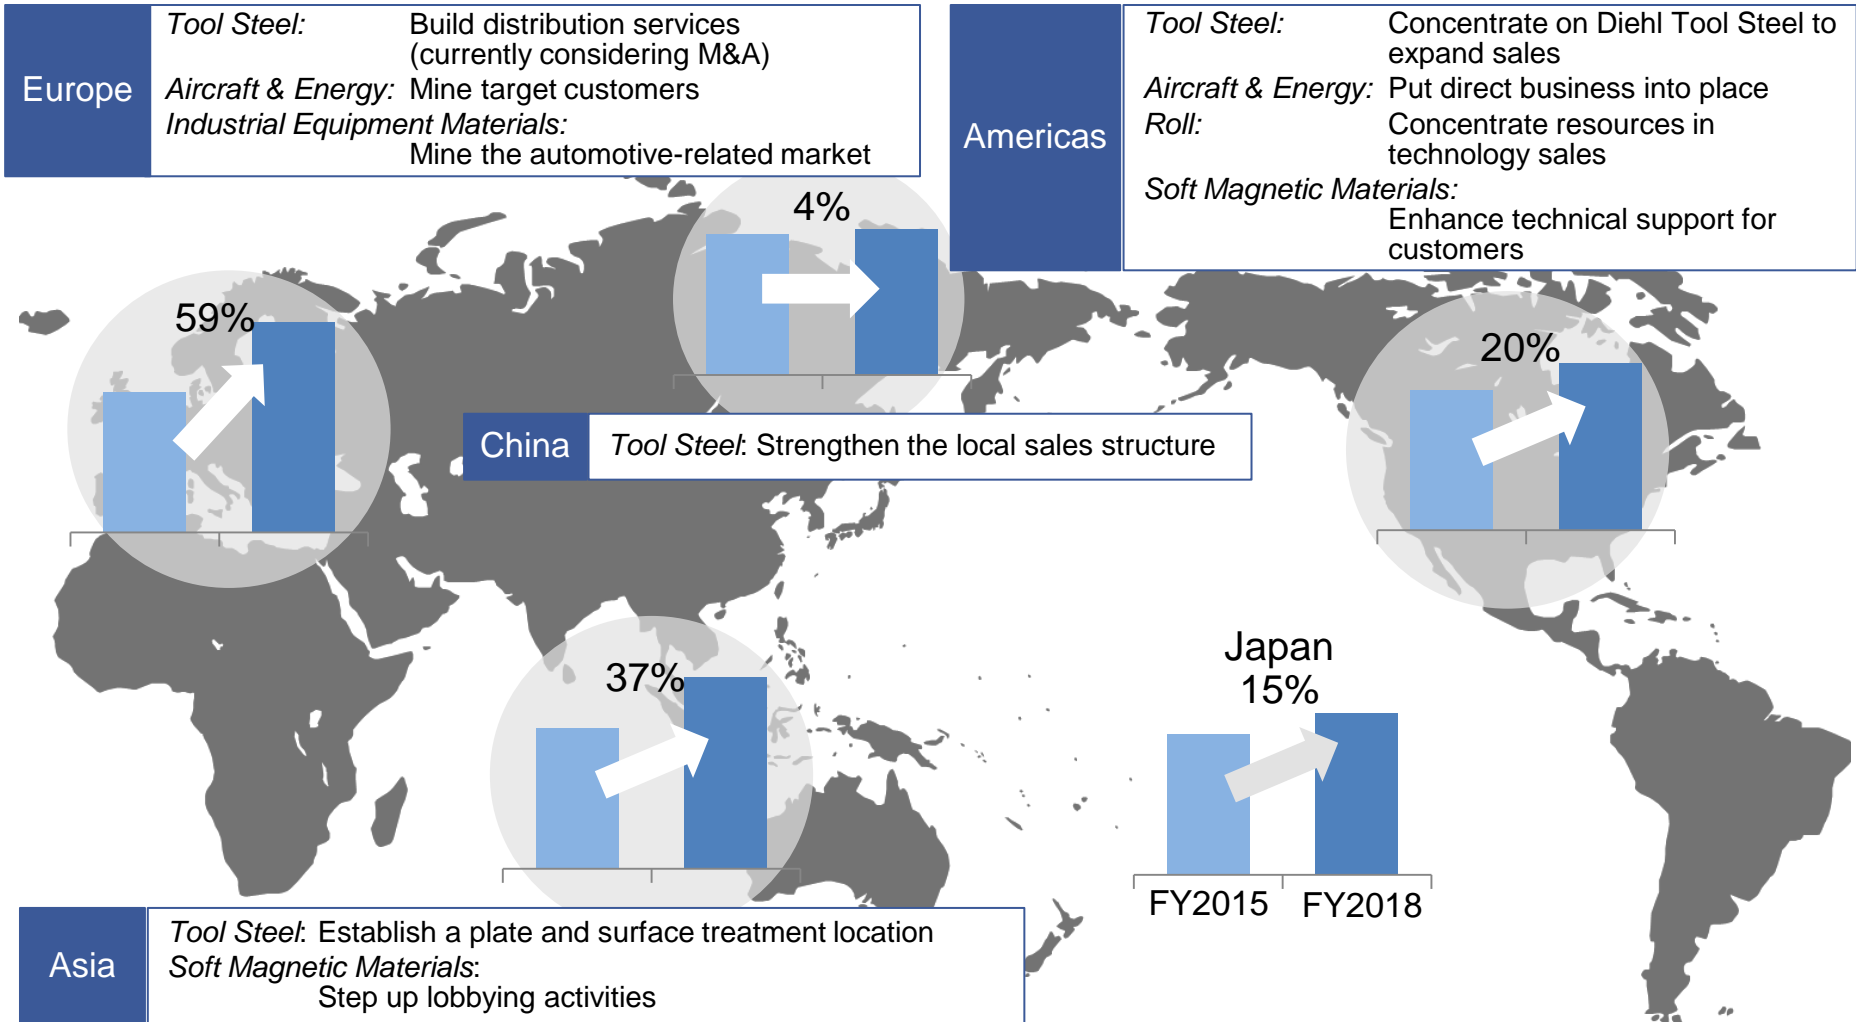 Europe
Tool Steel: Build distribution services
(currently considering M&A)
Aircraft & Energy: Mine target customers
Industrial Equipment Materials:
Mine the automotive-related market
Americas
Tool Steel: Concentrate on Diehl Tool Steel to
expand sales
Aircraft & Energy: Put direct business into place
Roll: Concentrate resources in
technology sales
Soft Magnetic Materials:
Enhance technical support for
customers
4%
59%
20%
China
Tool Steel: Strengthen the local sales structure
37%
Japan
15%
FY2015 FY2018
Asia
Tool Steel: Establish a plate and surface treatment location
Soft Magnetic Materials:
Step up lobbying activities